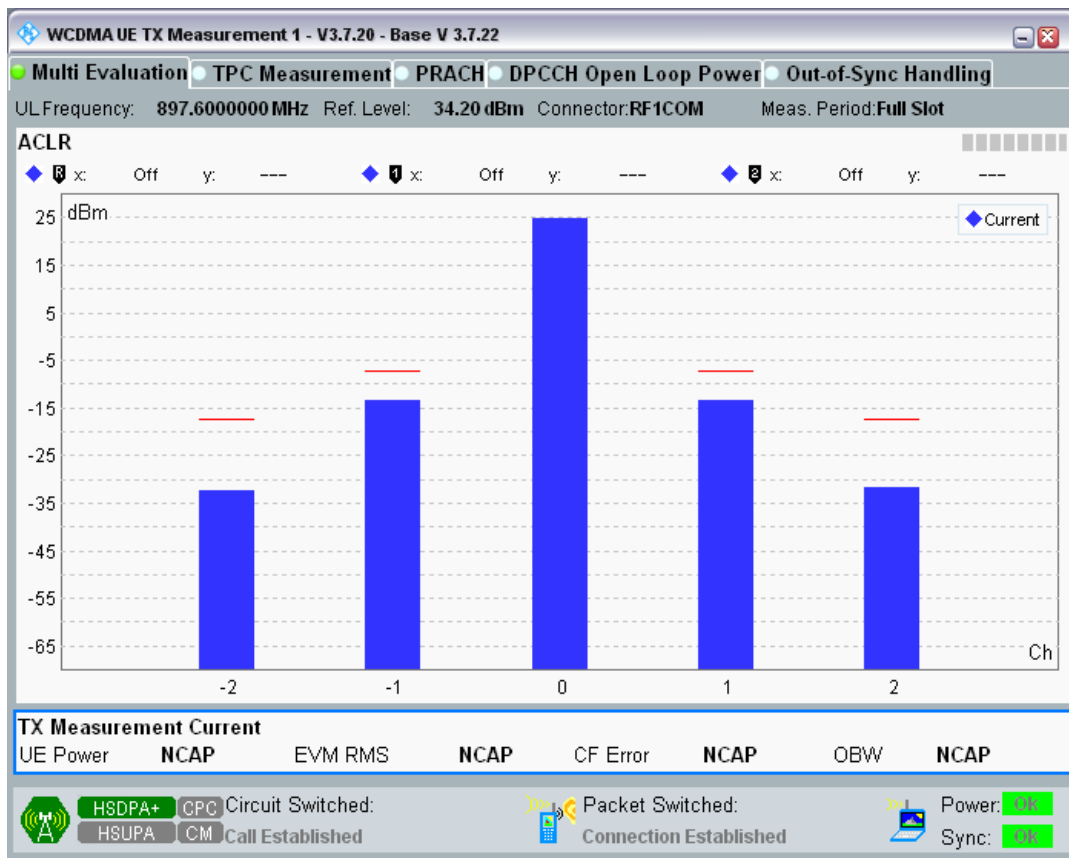 WCDMA UE TX Measurement 1 - V3.7.20 - Base V 3.7.22
Multi Evaluation TPC Measurement PRACH DPCCH Open Loop Power Out-of-Sync Handling
UL Frequency: 897.6000000 MHz Ref. Level: 34.20 dBm Connector: RF1COM Meas. Period: Full Slot
ACLR
R x: Off y: --- 1 x: Off y: --- 2 x: Off y: ---
dBm
Current
25
15
5
-5
-15
-25
-35
-45
-55
-65
Ch
-2 -1 0 1 2
TX Measurement Current
UE Power NCAP EVM RMS NCAP CF Error NCAP OBW NCAP
HSDPA+ CPC Circuit Switched: Packet Switched: Power: Ok
HSUPA CM Call Established Connection Established Sync: Ok